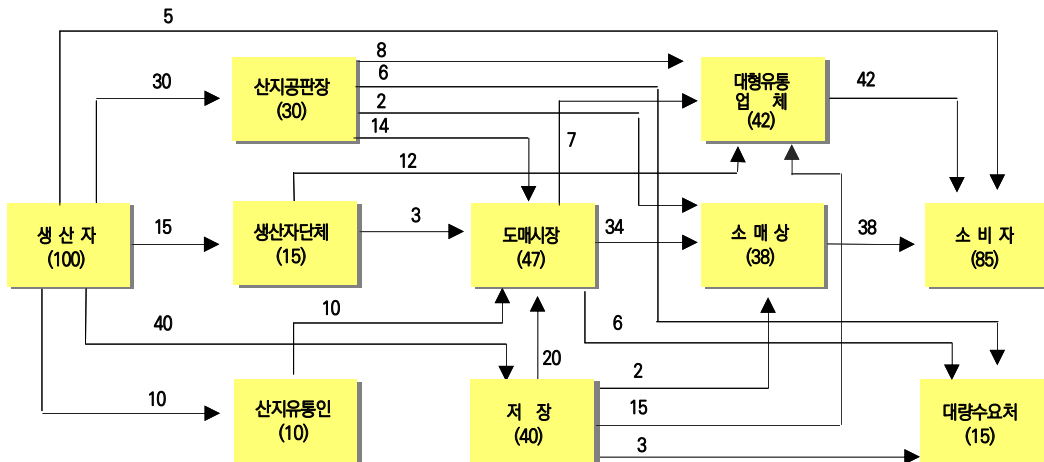 5
8
6
2
14
30
산지공판장
(30)
대형유통
업 체
(42)
42
7
12
생 산 자
(100)
15
생산자단체
(15)
3
도매시장
(47)
34
소 매 상
(38)
38
소 비 자
(85)
40
10
20
6
10
산지유통인
(10)
저 장
(40)
2
15
3
대량수요처
(15)